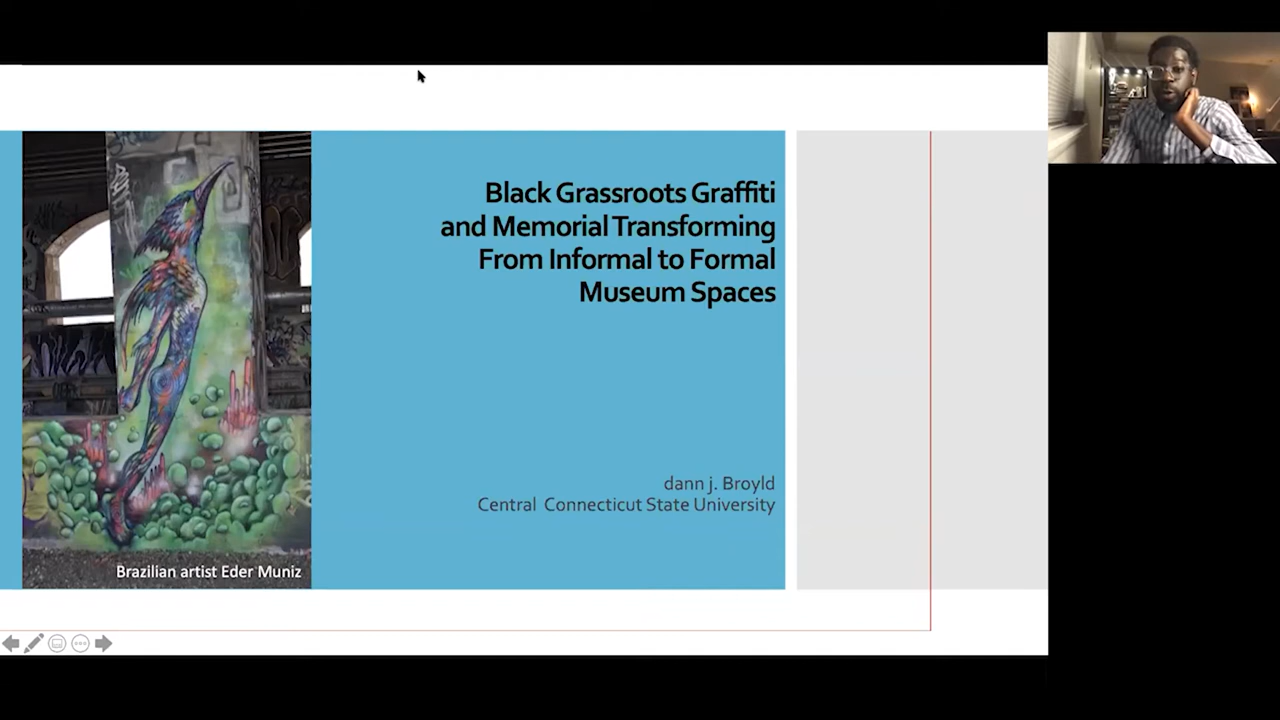 Black Grassroots Graffiti
and Memorial Transforming
From Informal to Formal
Museum Spaces
dann j. Broyld
Central Connecticut State University
Brazilian artist Eder Muniz